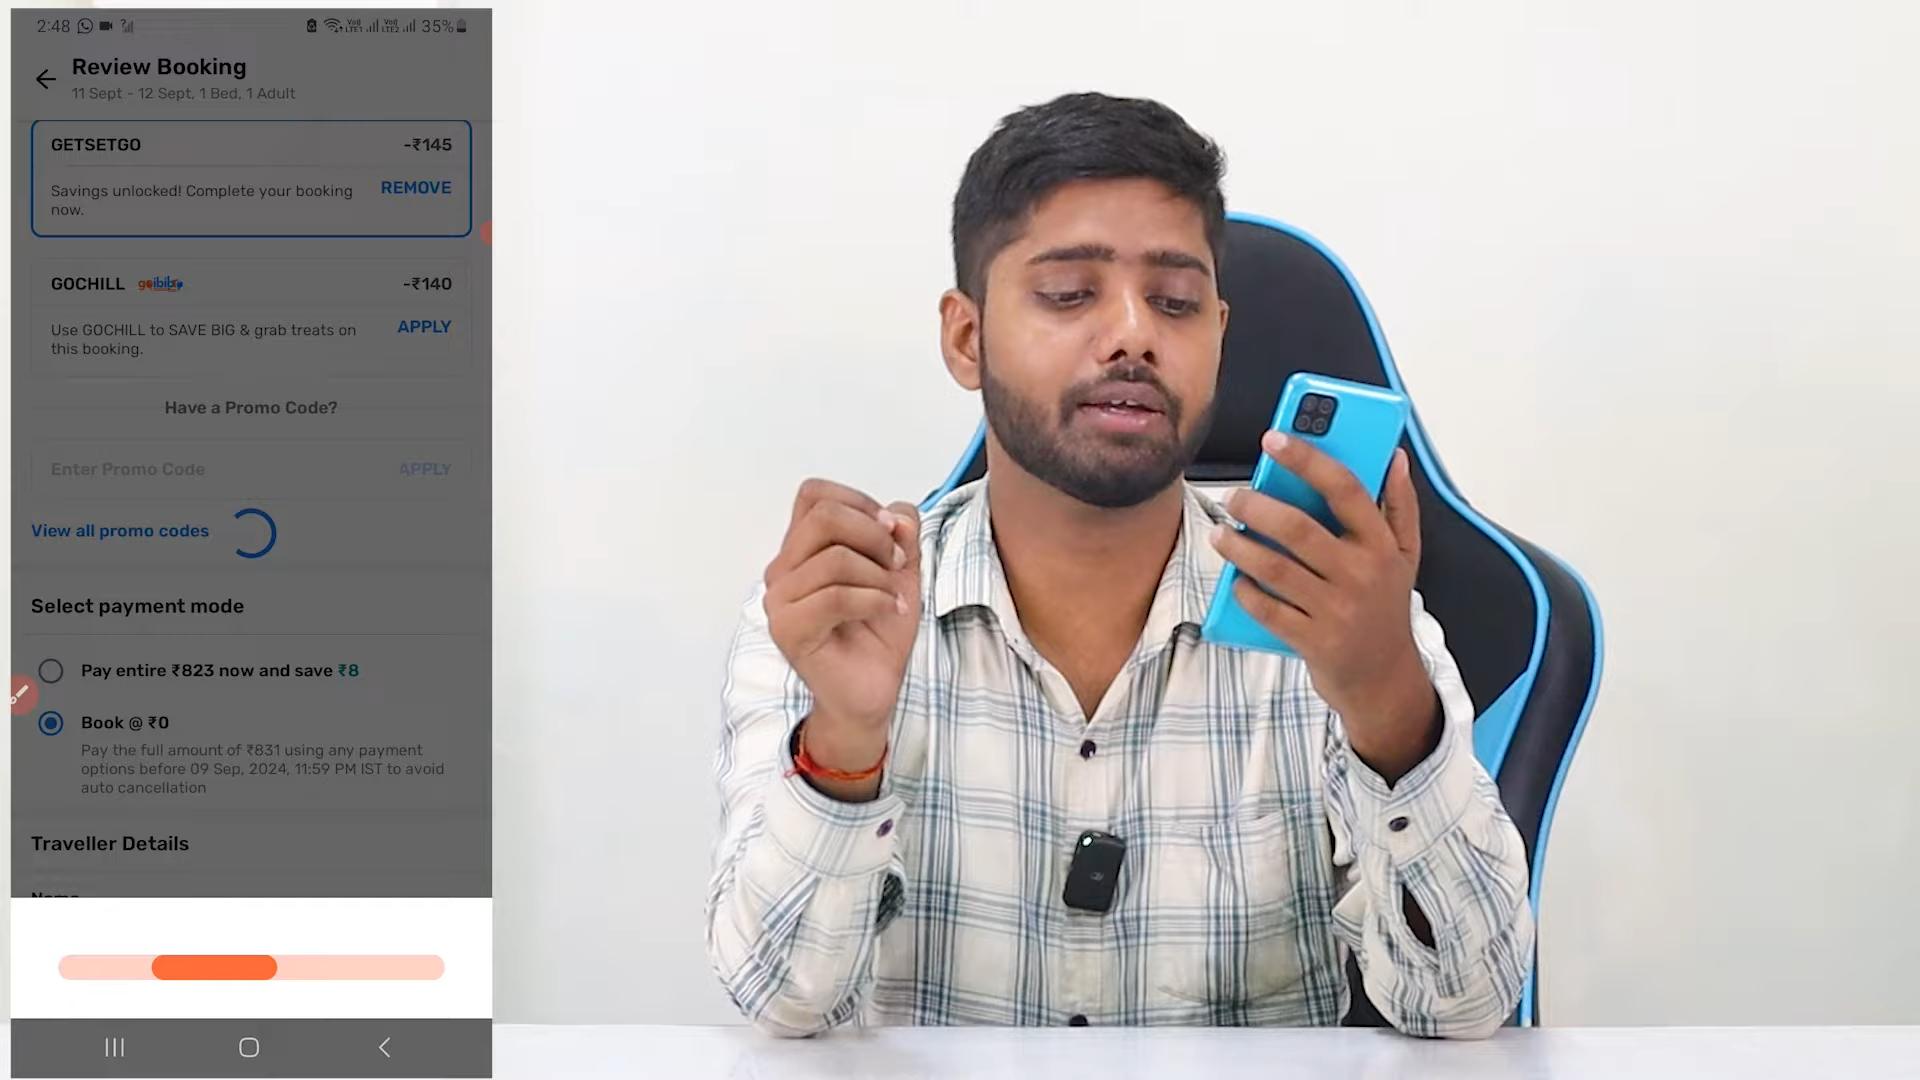 2:48 35%
Review Booking
11 Sept - 12 Sept, 1 Bed, 1 Adult
GETSETGO -₹145
Savings unlocked! Complete your booking REMOVE
now.
GOCHILL goibibo -₹140
Use GOCHILL to SAVE BIG & grab treats on APPLY
this booking.
Have a Promo Code?
Enter Promo Code APPLY
View all promo codes
Select payment mode
Pay entire ₹823 now and save ₹8
Book @ ₹0
Pay the full amount of ₹831 using any payment
options before 09 Sep, 2024, 11:59 PM IST to avoid
auto cancellation
Traveller Details